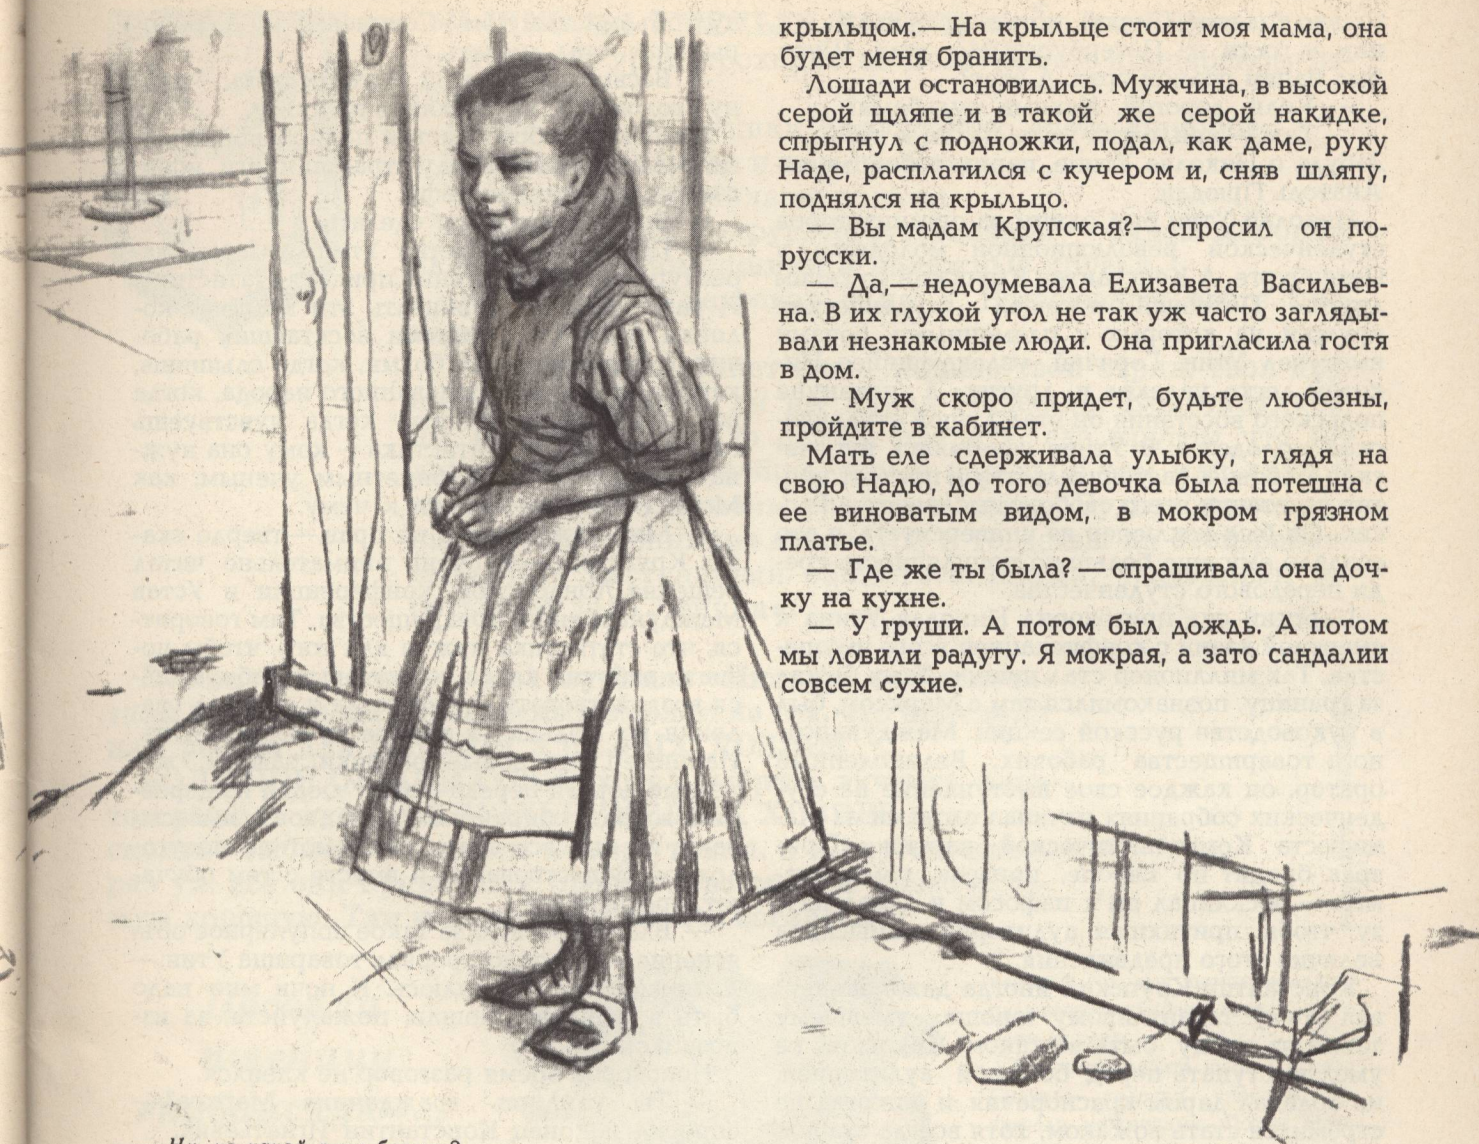 крыльцом.— На крыльце стоит моя мама, она
будет меня бранить.
Лошади остановились. Мужчина, в высокой
серой щляпе и в такой же серой накидке,
спрыгнул с подножки, подал, как даме, руку
Наде, расплатился с кучером и, сняв шляпу,
поднялся на крыльцо.
— Вы мадам Крупская?— спросил он по-
русски.
— Да,— недоумевала Елизавета Васильев-
на. В их глухой угол не так уж часто загляды-
вали незнакомые люди. Она пригласила гостя
в дом.
— Муж скоро придет, будьте любезны,
пройдите в кабинет.
Мать еле сдерживала улыбку, глядя на
свою Надю, до того девочка была потешна с
ее виноватым видом, в мокром грязном
платье.
— Где же ты была? — спрашивала она доч-
ку на кухне.
— У груши. А потом был дождь. А потом
мы ловили радугу. Я мокрая, а зато сандалии
совсем сухие.